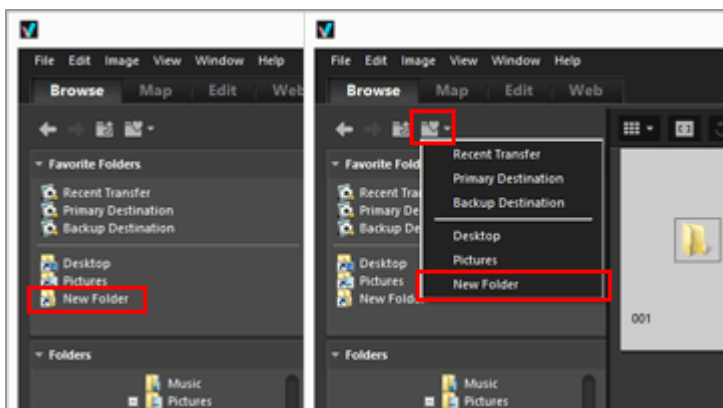 File Edit Image View Window Help
Browse Map Edit Web
Favorite Folders
Recent Transfer
Primary Destination
Backup Destination
Desktop
Pictures
New Folder
Folders
Music
Pictures
File Edit Image View Window Help
Browse Map Edit Web
Favorite Fold
Recent Tra
Primary De
Backup De
Desktop
Pictures
New Folde
Recent Transfer
Primary Destination
Backup Destination
Desktop
Pictures
New Folder
001
Folders
Music
Pictures